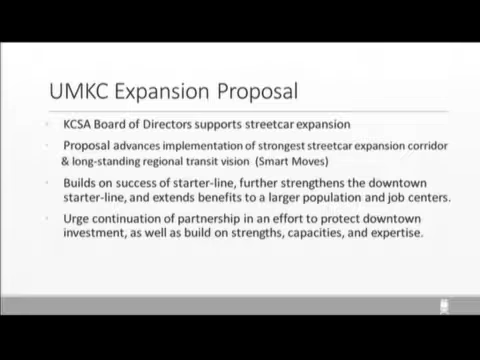 UMKC Expansion Proposal
KCSA Board of Directors supports streetcar expansion
Proposal advances implementation of strongest streetcar expansion corridor
& long-standing regional transit vision (Smart Moves)
Builds on success of starter-line, further strengthens the downtown
starter-line, and extends benefits to a larger population and job centers.
Urge continuation of partnership in an effort to protect downtown
investment, as well as build on strengths, capacities, and expertise.